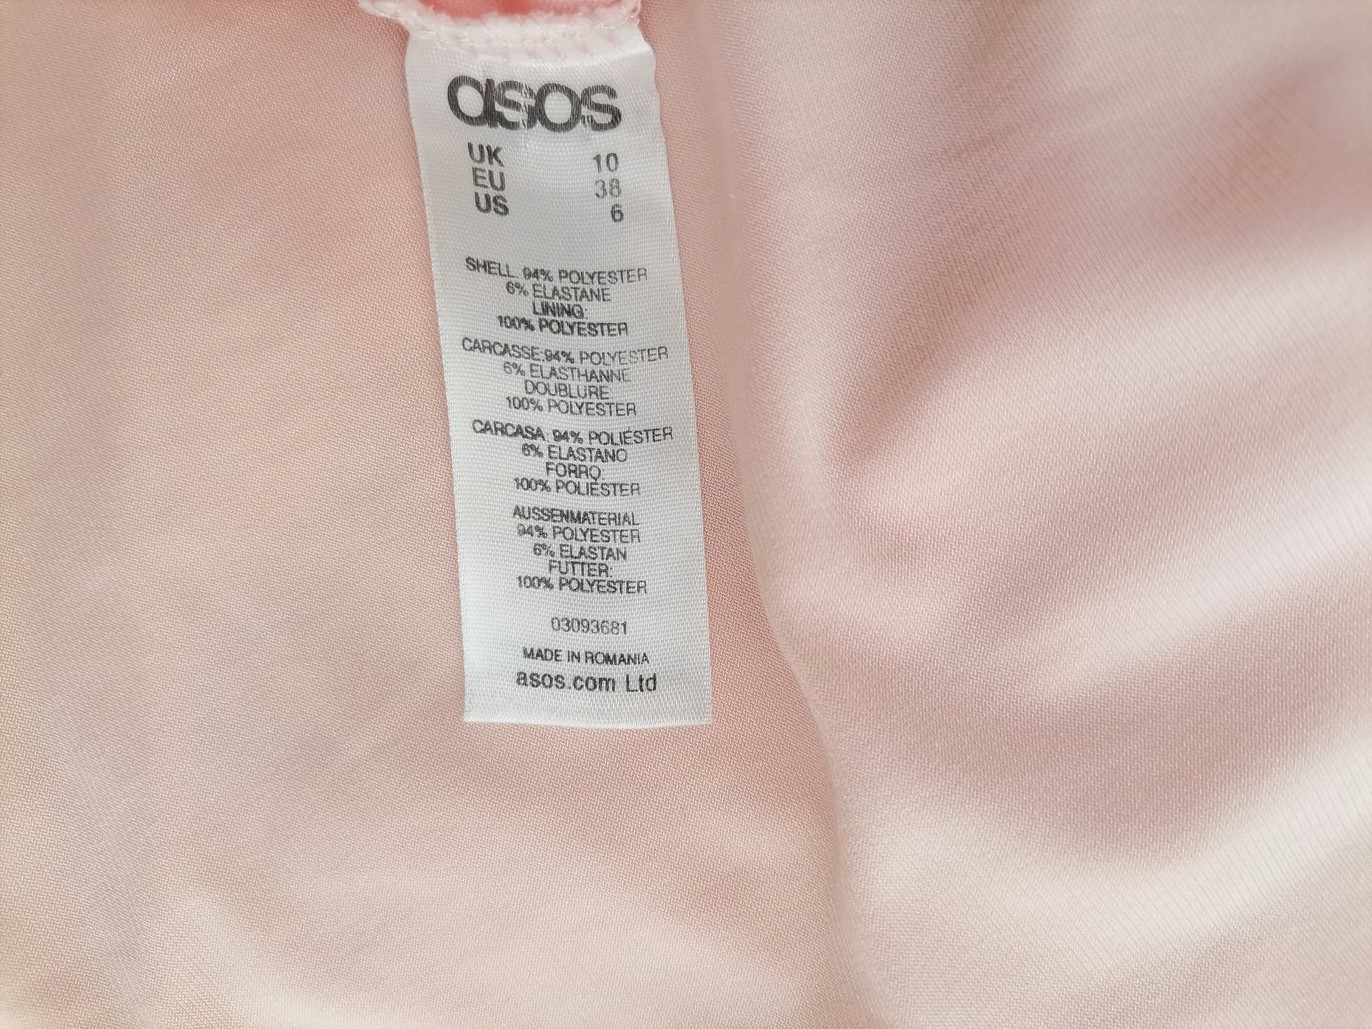 asos
UK 10
EU 38
US 6
SHELL 94% POLYESTER
6% ELASTANE
LINING:
100% POLYESTER
CARCASSE:94% POLYESTER
6% ELASTHANNE
DOUBLURE
100% POLYESTER
CARCASA: 94% POLIÉSTER
6% ELASTANO
FORRO:
100% POLIÉSTER
AUSSENMATERIAL
94% POLYESTER
6% ELASTAN
FUTTER:
100% POLYESTER
03093681
MADE IN ROMANIA
asos.com Ltd